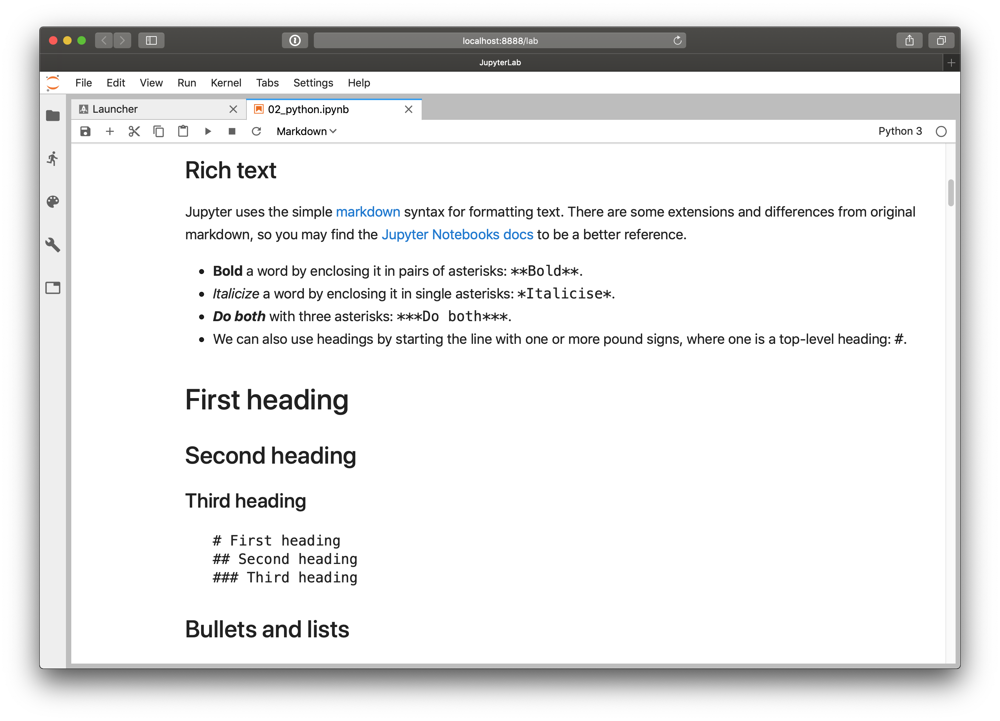 localhost:8888/lab
JupyterLab
File Edit View Run Kernel Tabs Settings Help
Launcher 02_python.ipynb
Markdown Python 3
Rich text
Jupyter uses the simple markdown syntax for formatting text. There are some extensions and differences from original
markdown, so you may find the Jupyter Notebooks docs to be a better reference.
• Bold a word by enclosing it in pairs of asterisks: **Bold**.
• Italicize a word by enclosing it in single asterisks: *Italicise*.
• Do both with three asterisks: ***Do both***.
• We can also use headings by starting the line with one or more pound signs, where one is a top-level heading: #.
First heading
Second heading
Third heading
# First heading
## Second heading
### Third heading
Bullets and lists